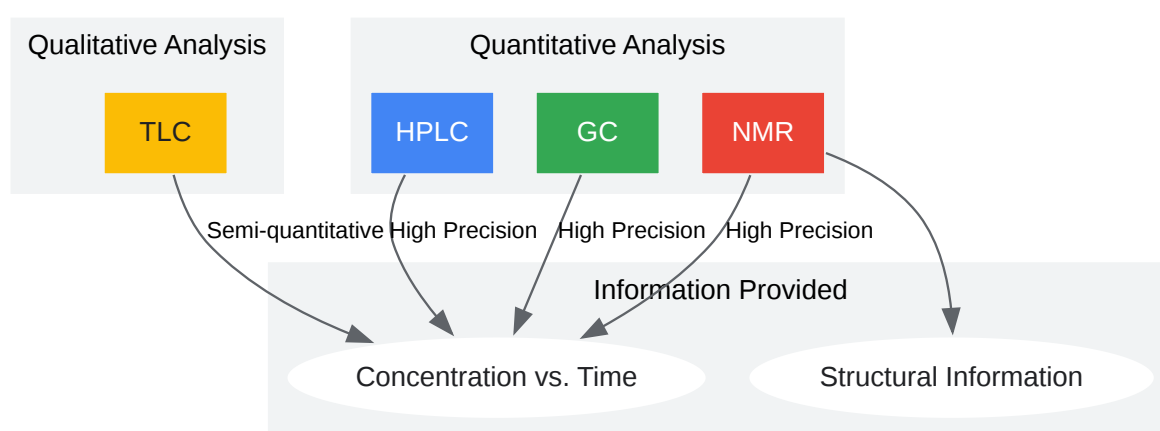 Qualitative Analysis
Quantitative Analysis
TLC
HPLC
GC
NMR
Semi-quantitative
High Precision
High Precision
High Precision
Information Provided
Concentration vs. Time
Structural Information